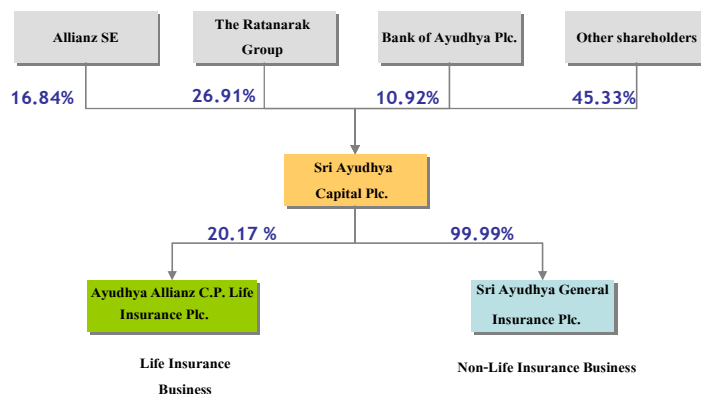 Allianz SE
The Ratanarak
Group
Bank of Ayudhya Plc.
Other shareholders
16.84%
26.91%
10.92%
45.33%
Sri Ayudhya
Capital Plc.
20.17 %
99.99%
Ayudhya Allianz C.P. Life
Insurance Plc.
Sri Ayudhya General
Insurance Plc.
Life Insurance
Business
Non-Life Insurance Business